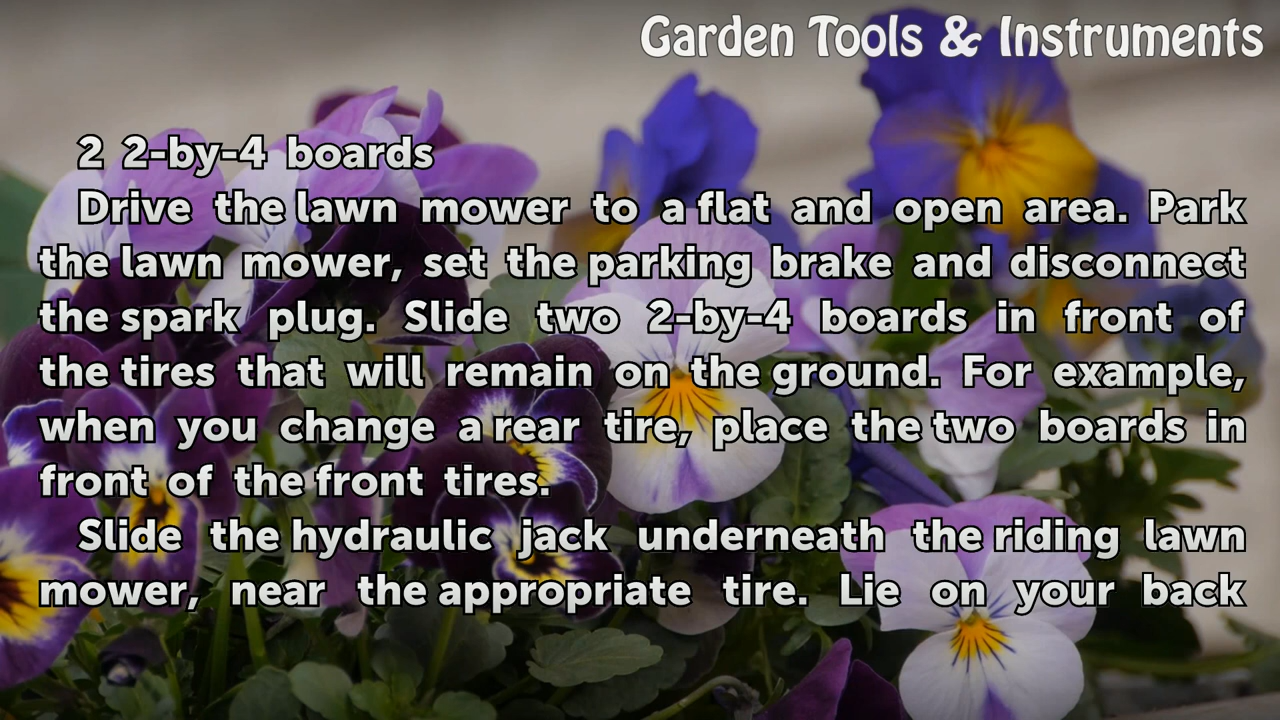 Garden Tools & Instruments
2 2-by-4 boards
Drive the lawn mower to a flat and open area. Park
the lawn mower, set the parking brake and disconnect
the spark plug. Slide two 2-by-4 boards in front of
the tires that will remain on the ground. For example,
when you change a rear tire, place the two boards in
front of the front tires.
Slide the hydraulic jack underneath the riding lawn
mower, near the appropriate tire. Lie on your back